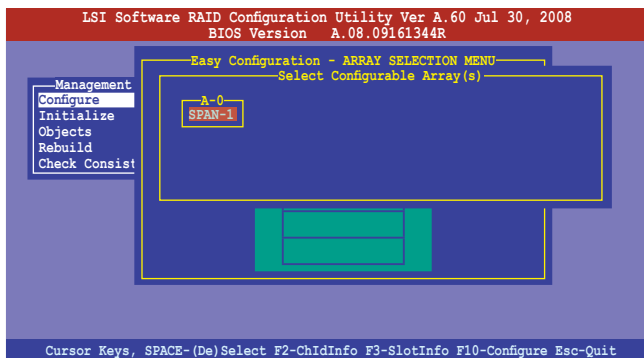 LSI Software RAID Configuration Utility Ver A.60 Jul 30, 2008
BIOS Version A.08.09161344R
Easy Configuration - ARRAY SELECTION MENU
Select Configurable Array(s)
A-0
SPAN-1
Management
Configure
Initialize
Objects
Rebuild
Check Consist
Cursor Keys, SPACE-(De)Select F2-ChIdInfo F3-SlotInfo F10-Configure Esc-Quit